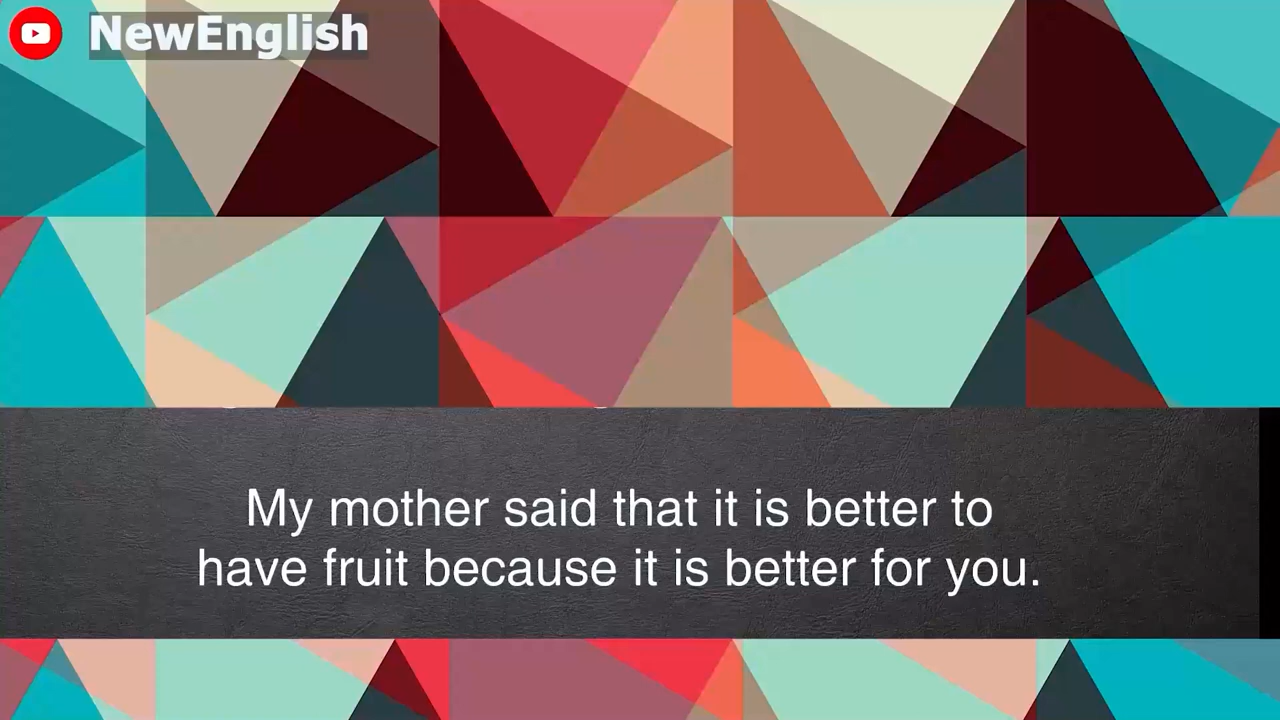 NewEnglish
My mother said that it is better to
have fruit because it is better for you.